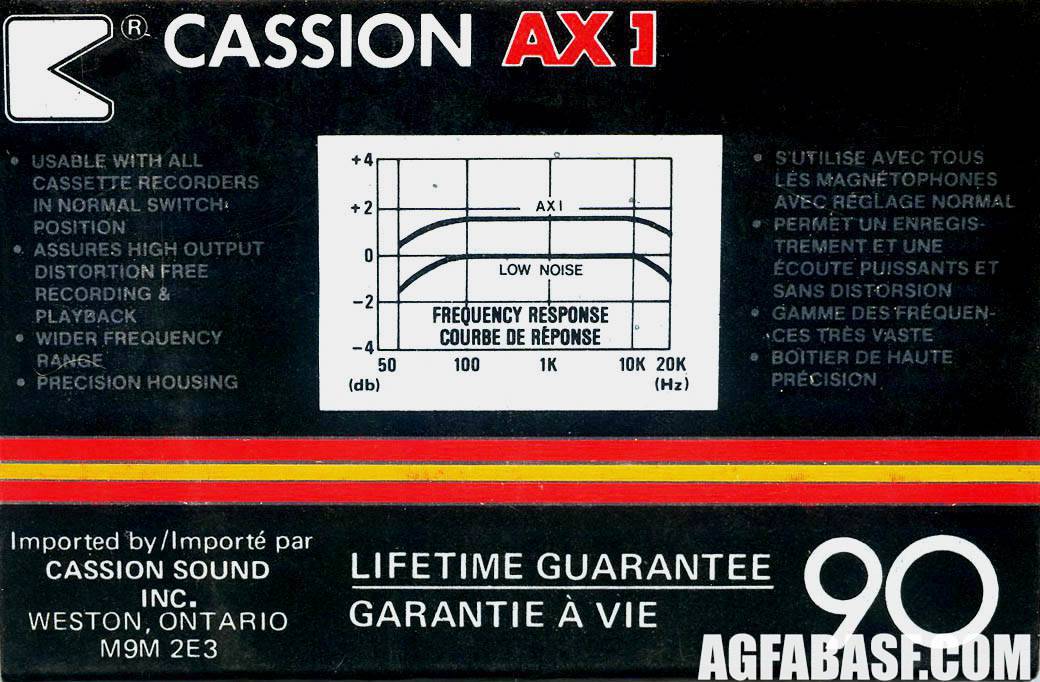 ® CASSION AX1
• USABLE WITH ALL
CASSETTE RECORDERS
IN NORMAL SWITCH
POSITION
• ASSURES HIGH OUTPUT
DISTORTION FREE
RECORDING &
PLAYBACK
• WIDER FREQUENCY
RANGE
• PRECISION HOUSING
+4
+2
0
-2
-4
AX1
LOW NOISE
FREQUENCY RESPONSE
COURBE DE RÉPONSE
50 100 1K 10K 20K
(db) (Hz)
• S'UTILISE AVEC TOUS
LES MAGNÉTOPHONES
AVEC RÉGLAGE NORMAL
• PERMET UN ENREGIS-
TREMENT ET UNE
ÉCOUTE PUISSANTS ET
SANS DISTORSION
• GAMME DES FRÉQUEN-
CES TRÈS VASTE
• BOÎTIER DE HAUTE
PRÉCISION
Imported by/Importé par
CASSION SOUND
INC.
WESTON, ONTARIO
M9M 2E3
LIFETIME GUARANTEE
GARANTIE À VIE
90
AGFABASF.COM